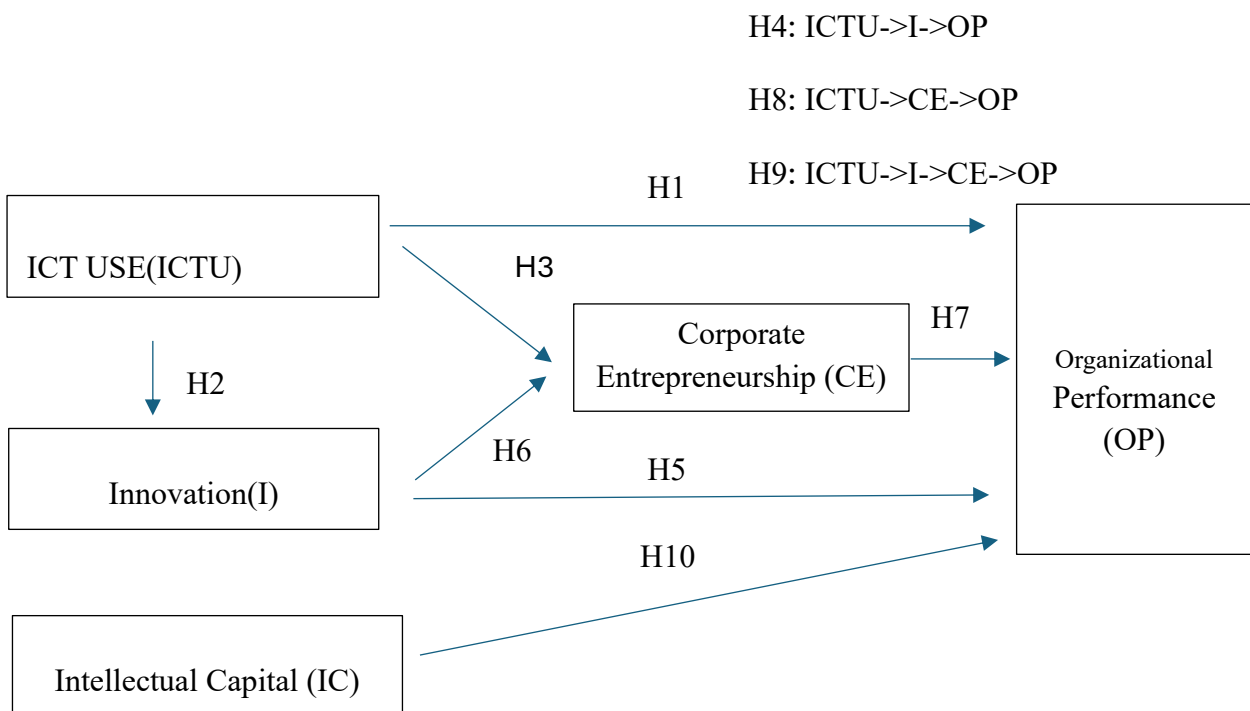 H4: ICTU->I->OP
H8: ICTU->CE->OP
H9: ICTU->I->CE->OP
H1
ICT USE(ICTU)
H3
Corporate
Entrepreneurship (CE)
H7
Organizational
Performance
(OP)
H2
H6
Innovation(I)
H5
H10
Intellectual Capital (IC)